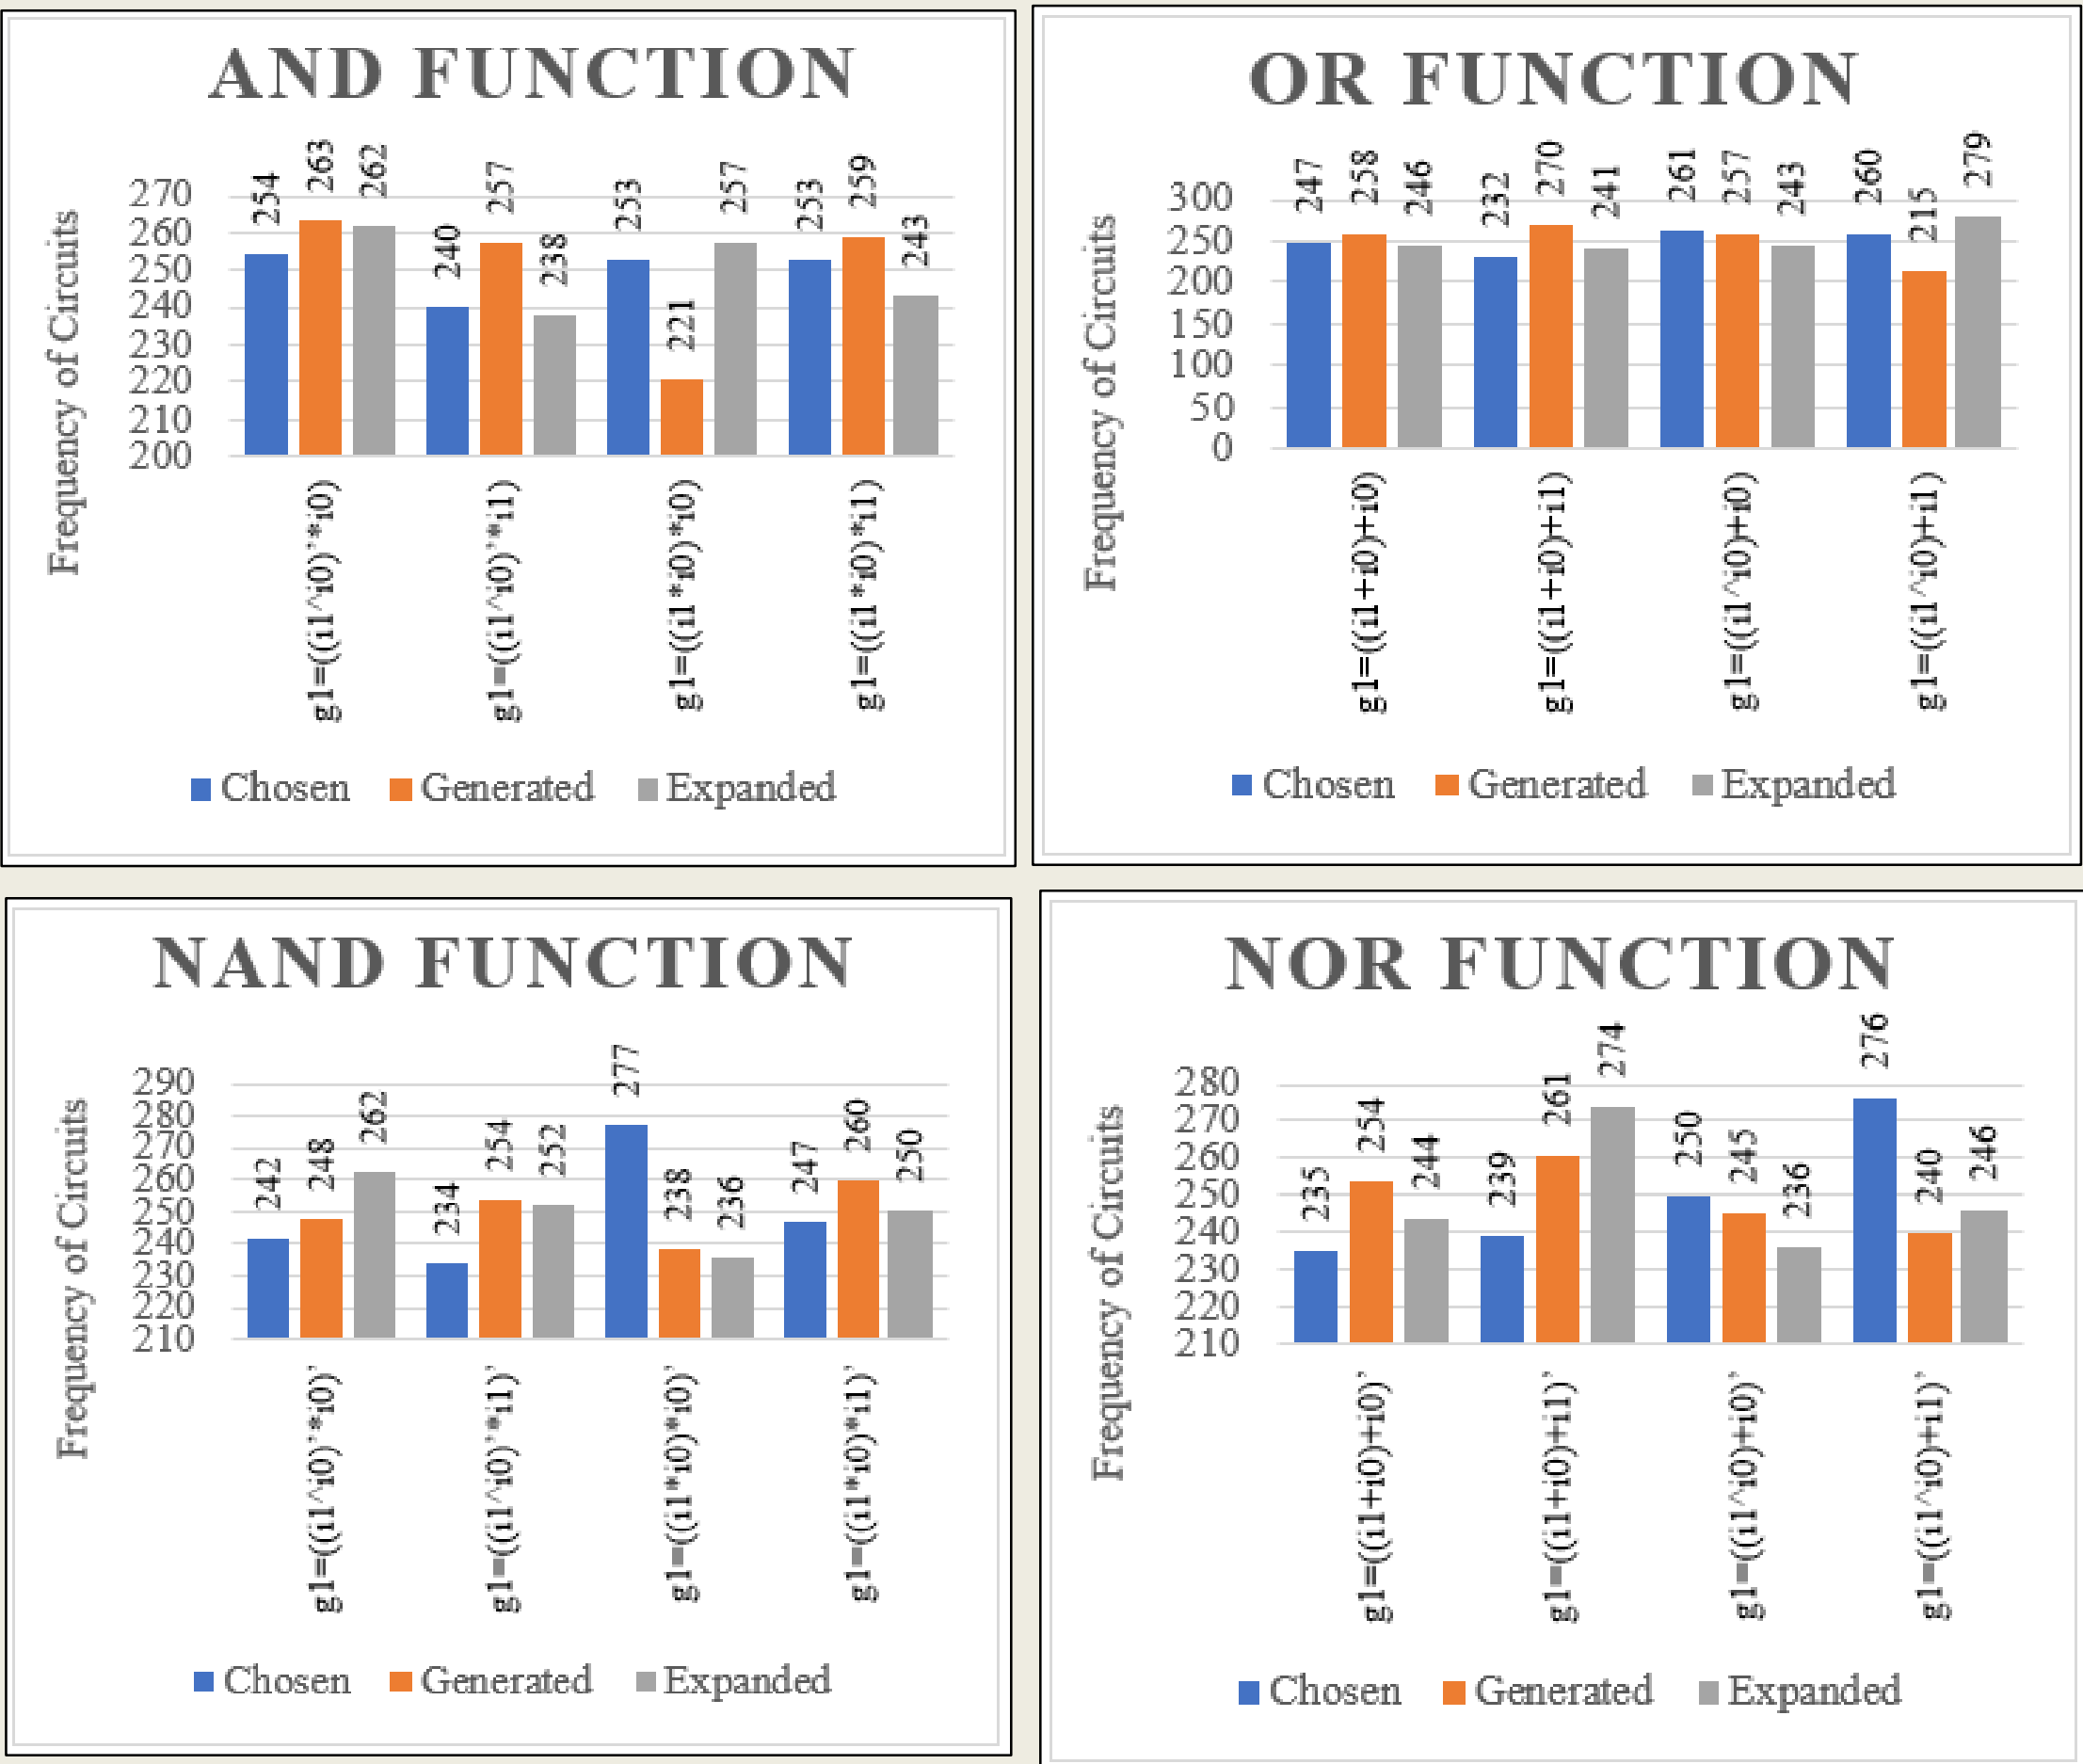 AND FUNCTION
Frequency of Circuits
270
260
250
240
230
220
210
200
254
263
262
240
257
238
253
221
257
253
259
243
g1=((i1^i0)'*i0)
g1=((i1^i0)'*i1)
g1=((i1*i0)*i0)
g1=((i1*i0)*i1)
Chosen Generated Expanded
OR FUNCTION
Frequency of Circuits
300
250
200
150
100
50
0
247
258
246
232
270
241
261
257
243
260
215
279
g1=((i1+i0)+i0)
g1=((i1+i0)+i1)
g1=((i1^i0)+i0)
g1=((i1^i0)+i1)
Chosen Generated Expanded
NAND FUNCTION
Frequency of Circuits
290
280
270
260
250
240
230
220
210
242
248
262
234
254
252
277
238
236
247
260
250
g1=((i1^i0)'*i0)'
g1=((i1^i0)'*i1)'
g1=((i1*i0)*i0)'
g1=((i1*i0)*i1)'
Chosen Generated Expanded
NOR FUNCTION
Frequency of Circuits
280
270
260
250
240
230
220
210
235
254
244
239
261
274
250
245
236
276
240
246
g1=((i1+i0)+i0)'
g1=((i1+i0)+i1)'
g1=((i1^i0)+i0)'
g1=((i1^i0)+i1)'
Chosen Generated Expanded